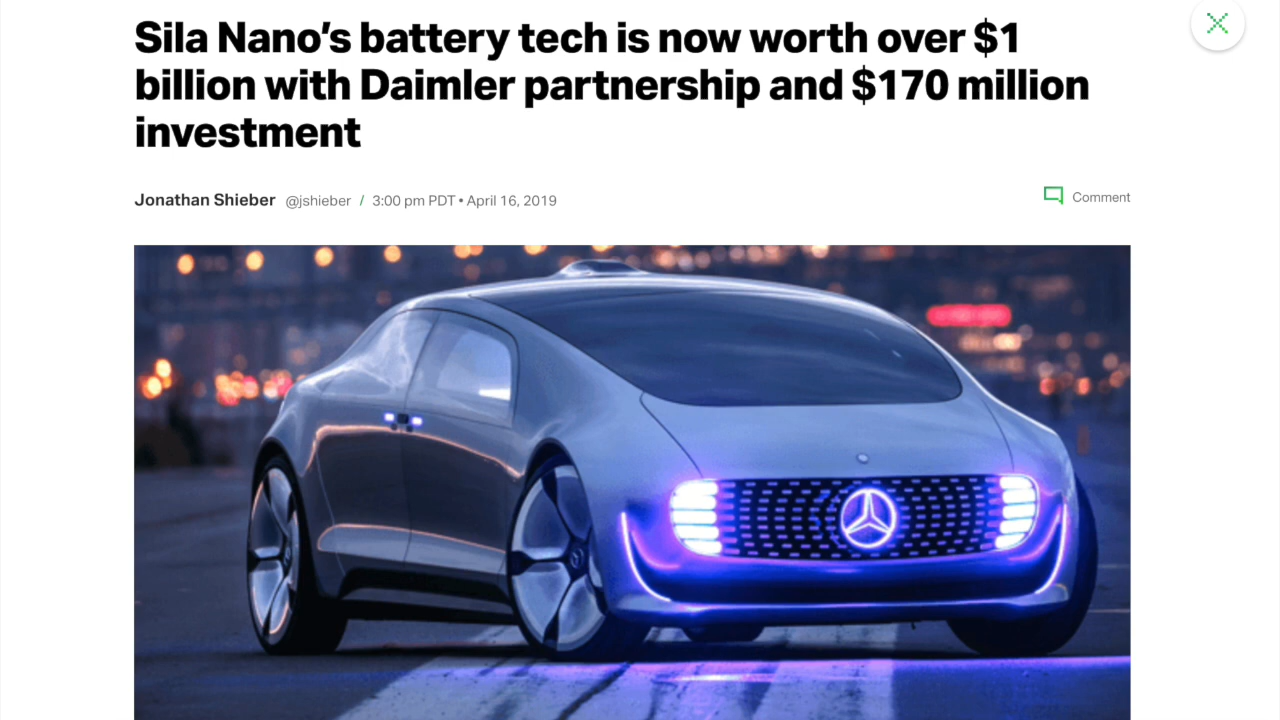 Sila Nano's battery tech is now worth over $1
billion with Daimler partnership and $170 million
investment
Jonathan Shieber @jshieber / 3:00 pm PDT • April 16, 2019
Comment